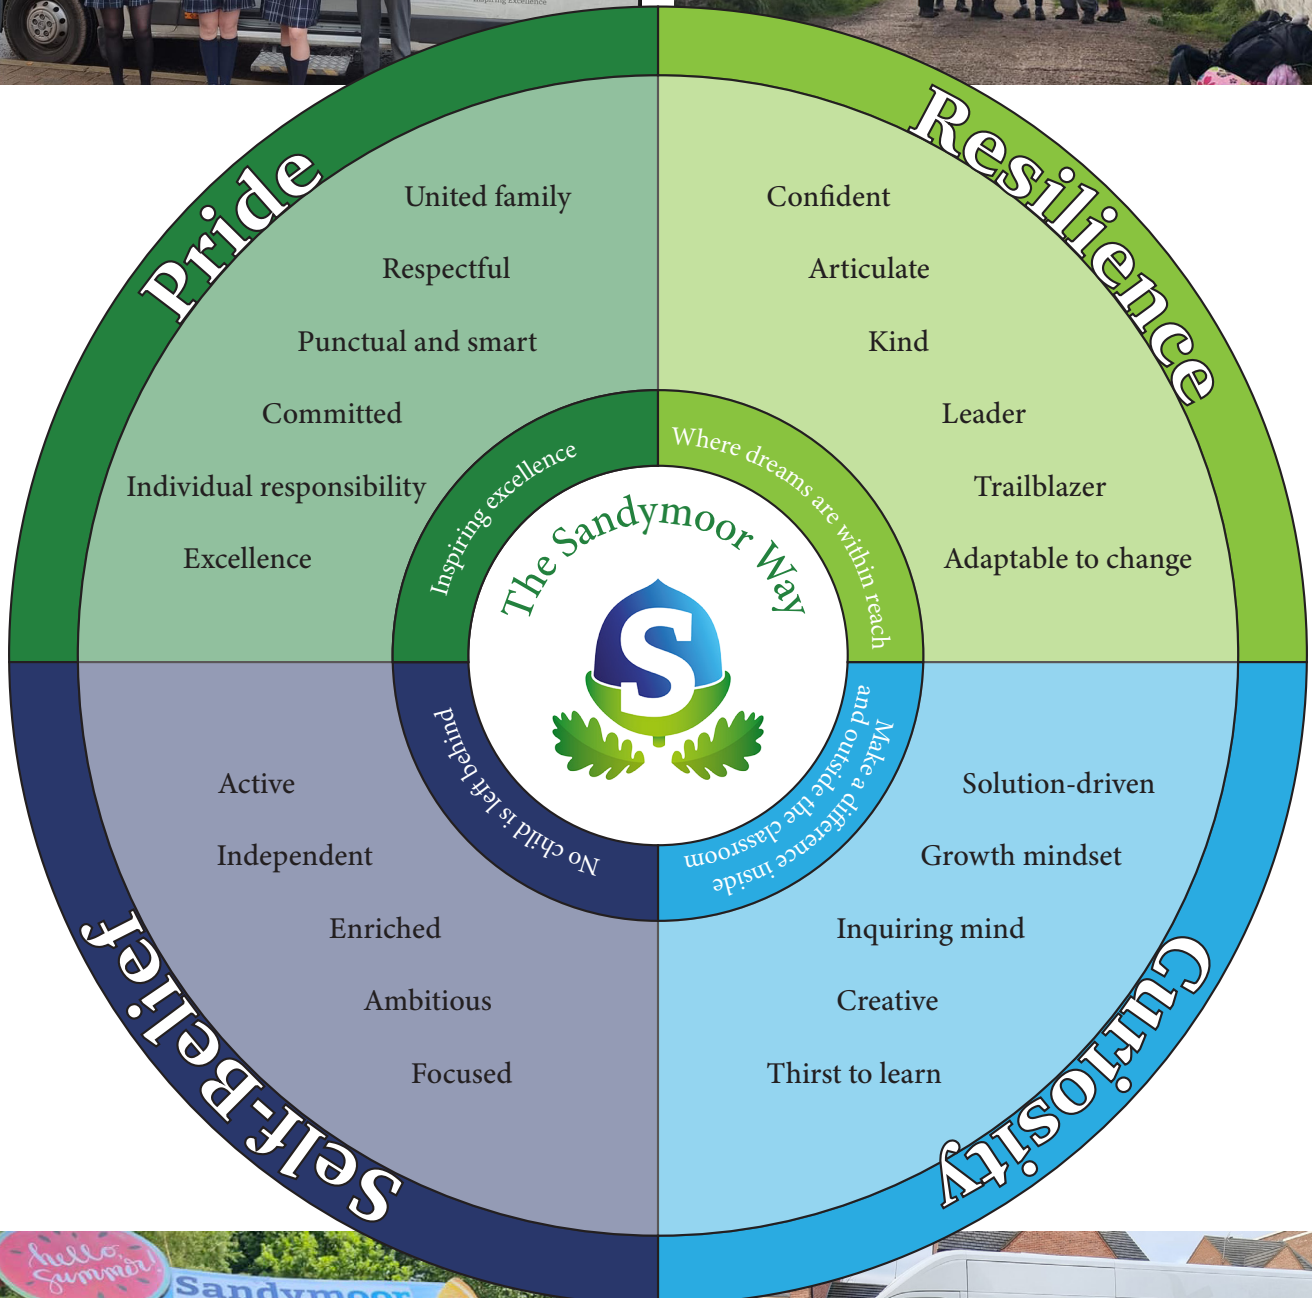 Inspiring Excellence
Pride
United family
Respectful
Punctual and smart
Committed
Individual responsibility
Excellence
Inspiring excellence
Resilience
Confident
Articulate
Kind
Leader
Trailblazer
Adaptable to change
Where dreams are within reach
The Sandymoor Way
S
Self-Belief
Active
Independent
Enriched
Ambitious
Focused
No child is left behind
Curiosity
Solution-driven
Growth mindset
Inquiring mind
Creative
Thirst to learn
Make a difference inside
and outside the classroom
hello,
summer!
Sandymoor